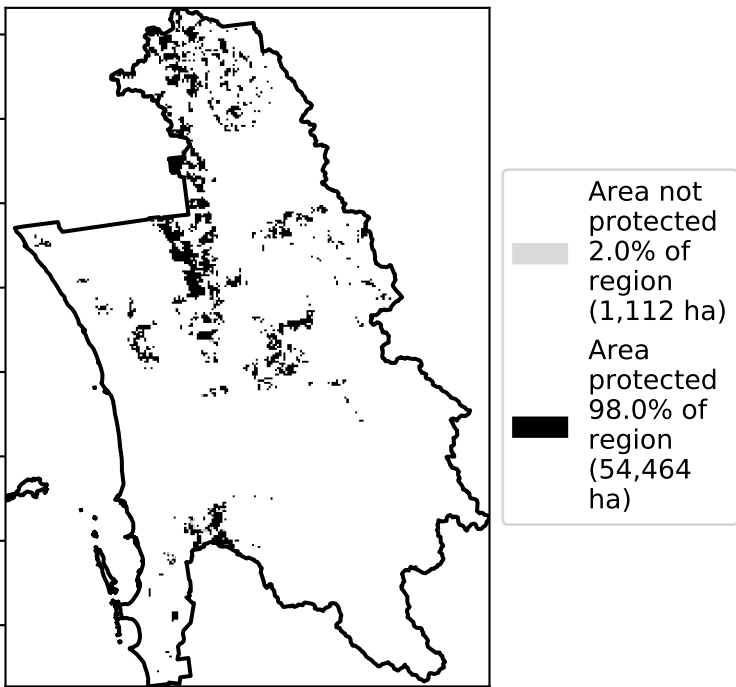 Area not
protected
2.0% of
region
(1,112 ha)
Area
protected
98.0% of
region
(54,464
ha)